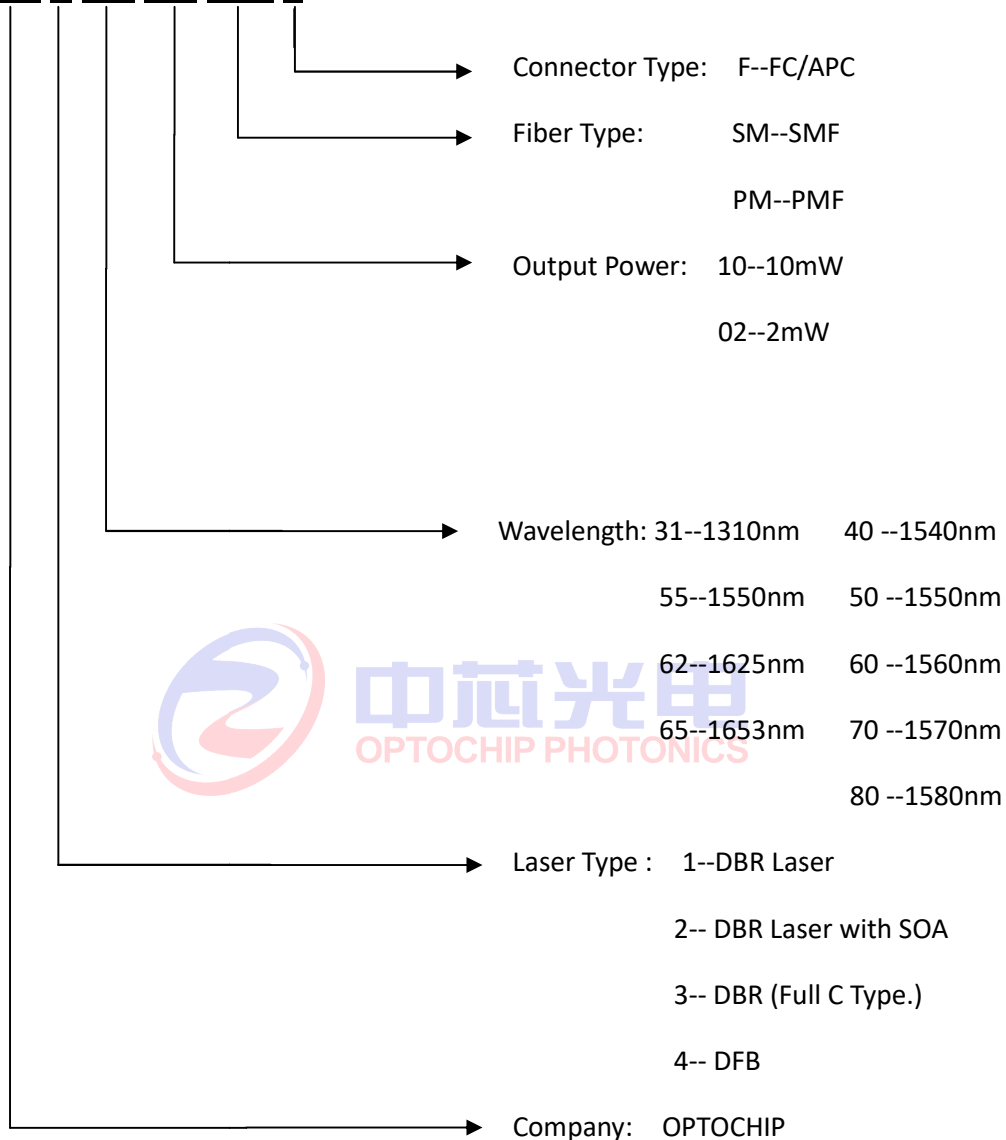 Connector Type: F--FC/APC
Fiber Type: SM--SMF
PM--PMF
Output Power: 10--10mW
02--2mW
Wavelength: 31--1310nm 40 --1540nm
55--1550nm 50 --1550nm
62--1625nm 60 --1560nm
中芯光电
65--1653nm 70 --1570nm
OPTOCHIP PHOTONICS
80 --1580nm
Laser Type : 1--DBR Laser
2-- DBR Laser with SOA
3-- DBR (Full C Type.)
4-- DFB
Company: OPTOCHIP